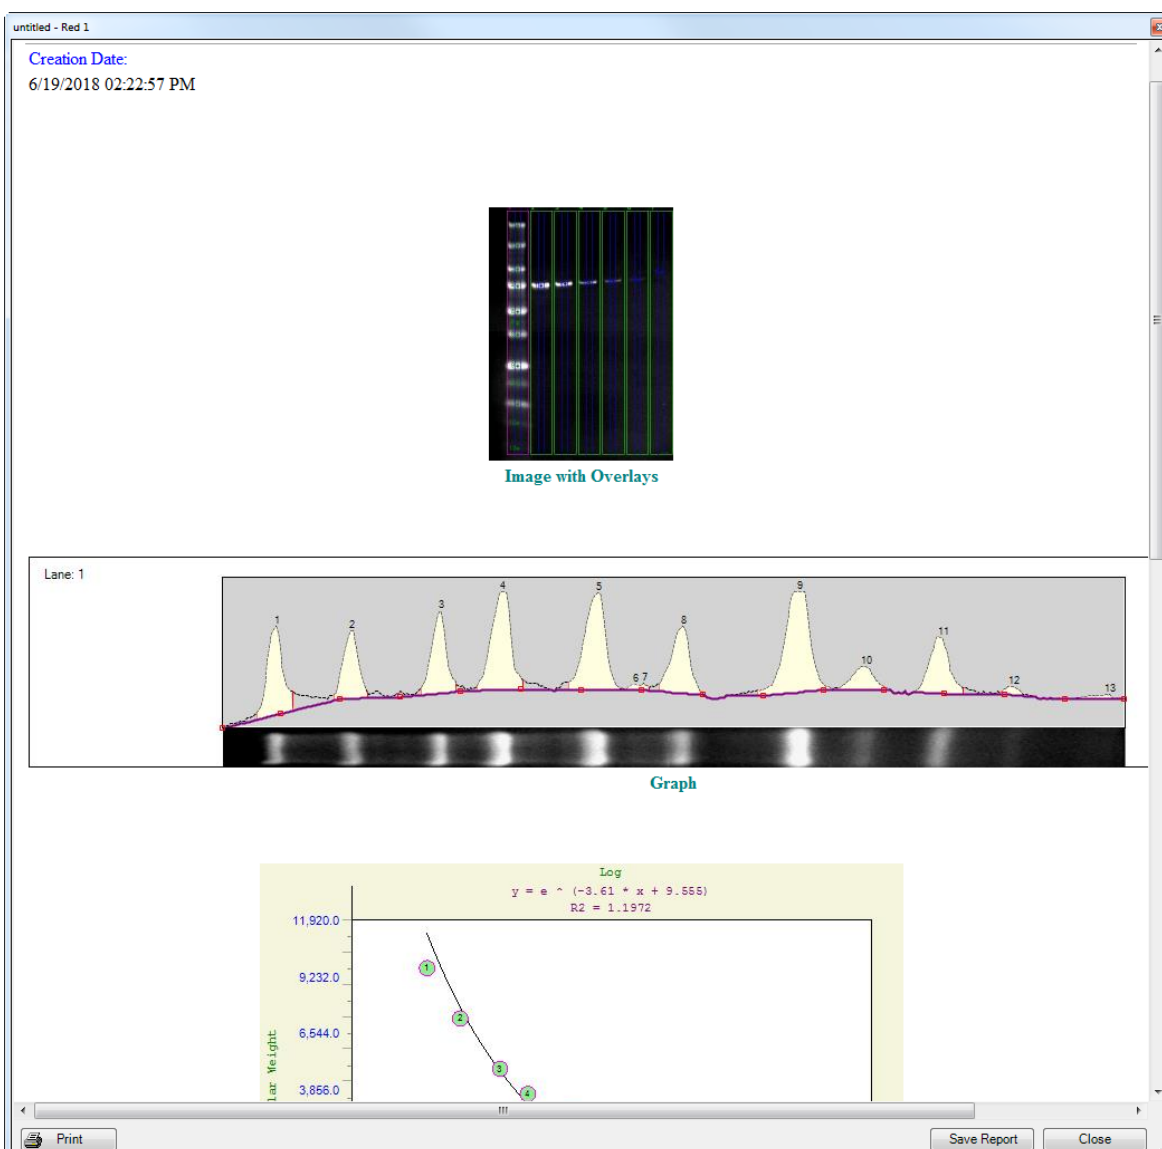 untitled - Red 1
Creation Date:
6/19/2018 02:22:57 PM
Image with Overlays
Lane: 1
1 2 3 4 5 6 7 8 9 10 11 12 13
Graph
Log
y = e ^ (-3.61 * x + 9.555)
R2 = 1.1972
11,920.0
9,232.0
6,544.0
3,856.0
lar Weight
1
2
3
4
Print
Save Report
Close